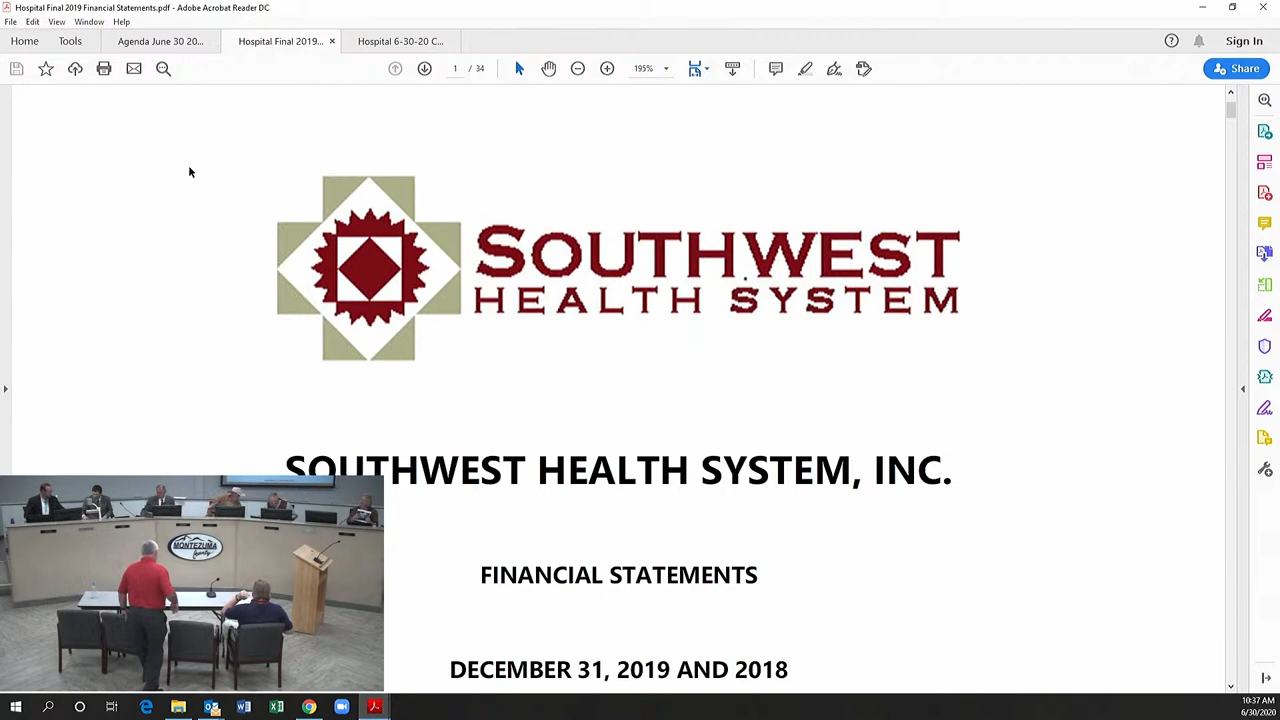 Hospital Final 2019 Financial Statements.pdf - Adobe Acrobat Reader DC
File Edit View Window Help
Home Tools Agenda June 30 20... Hospital Final 2019... × Hospital 6-30-20 C... Sign In
1 / 34 195% Share
SOUTHWEST
HEALTH SYSTEM
SOUTHWEST HEALTH SYSTEM, INC.
FINANCIAL STATEMENTS
DECEMBER 31, 2019 AND 2018
MONTEZUMA
County
10:37 AM
6/30/2020